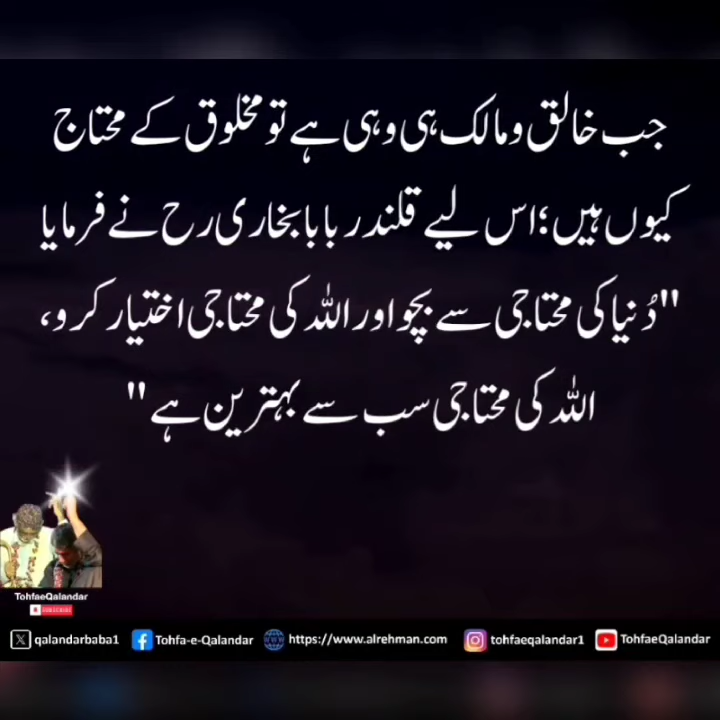 جب خالق و مالک ہی وہی ہے تو مخلوق کے محتاج
کیوں ہیں؛ اس لیے قلندر بابا بخاری رح نے فرمایا
"دُنیا کی محتاجی سے بچو اور اللہ کی محتاجی اختیار کرو،
اللہ کی محتاجی سب سے بہترین ہے"
TohfaeQalandar
SUBSCRIBE
qalandarbaba1 Tohfa-e-Qalandar https://www.alrehman.com tohfaeqalandar1 TohfaeQalandar